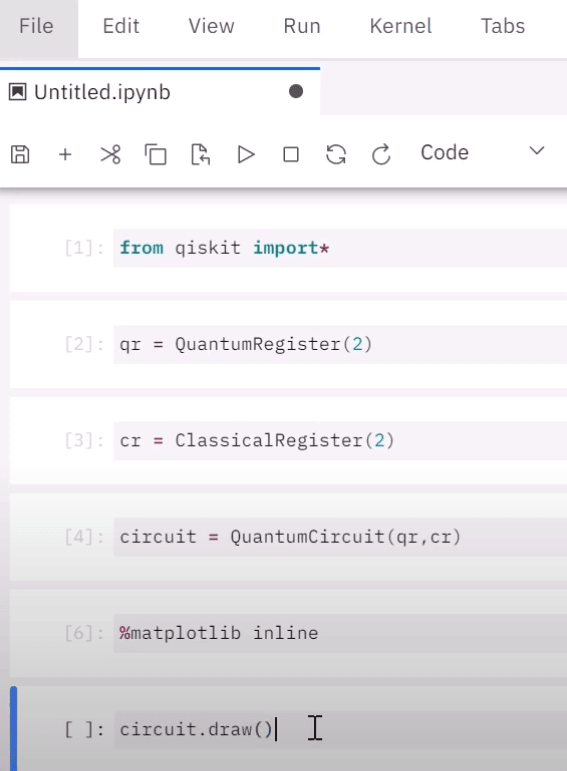 File Edit View Run Kernel Tabs
Untitled.ipynb
Code
[1]: from qiskit import*
[2]: qr = QuantumRegister(2)
[3]: cr = ClassicalRegister(2)
[4]: circuit = QuantumCircuit(qr,cr)
[6]: %matplotlib inline
[ ]: circuit.draw()